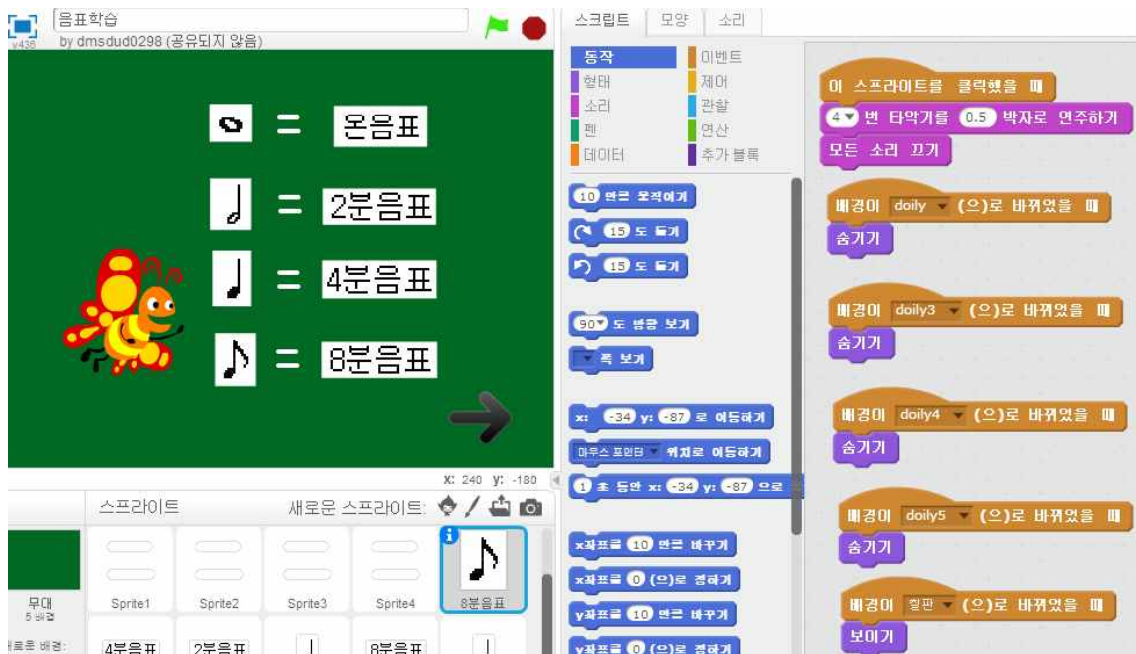 음표학습
v436
by dmsdud0298 (공유되지 않음)
= 온음표
= 2분음표
= 4분음표
= 8분음표
X: 240 y: -180
스프라이트
새로운 스프라이트:
무대
5 배경
새로운 배경:
Sprite1
Sprite2
Sprite3
Sprite4
8분음표
4분음표
2분음표
8분음표
스크립트
모양
소리
동작
이벤트
형태
제어
소리
관찰
펜
연산
데이터
추가 블록
10 만큼 움직이기
15 도 돌기
15 도 돌기
90 도 방향 보기
쪽 보기
x: -34 y: -87 로 이동하기
마우스 포인터 위치로 이동하기
1 초 동안 x: -34 y: -87 으로
x좌표를 10 만큼 바꾸기
x좌표를 0 (으)로 정하기
y좌표를 10 만큼 바꾸기
y좌표를 0 (으)로 정하기
이 스프라이트를 클릭했을 때
4 번 타악기를 0.5 박자로 연주하기
모든 소리 끄기
배경이 doily (으)로 바뀌었을 때
숨기기
배경이 doily3 (으)로 바뀌었을 때
숨기기
배경이 doily4 (으)로 바뀌었을 때
숨기기
배경이 doily5 (으)로 바뀌었을 때
숨기기
배경이 칠판 (으)로 바뀌었을 때
보이기